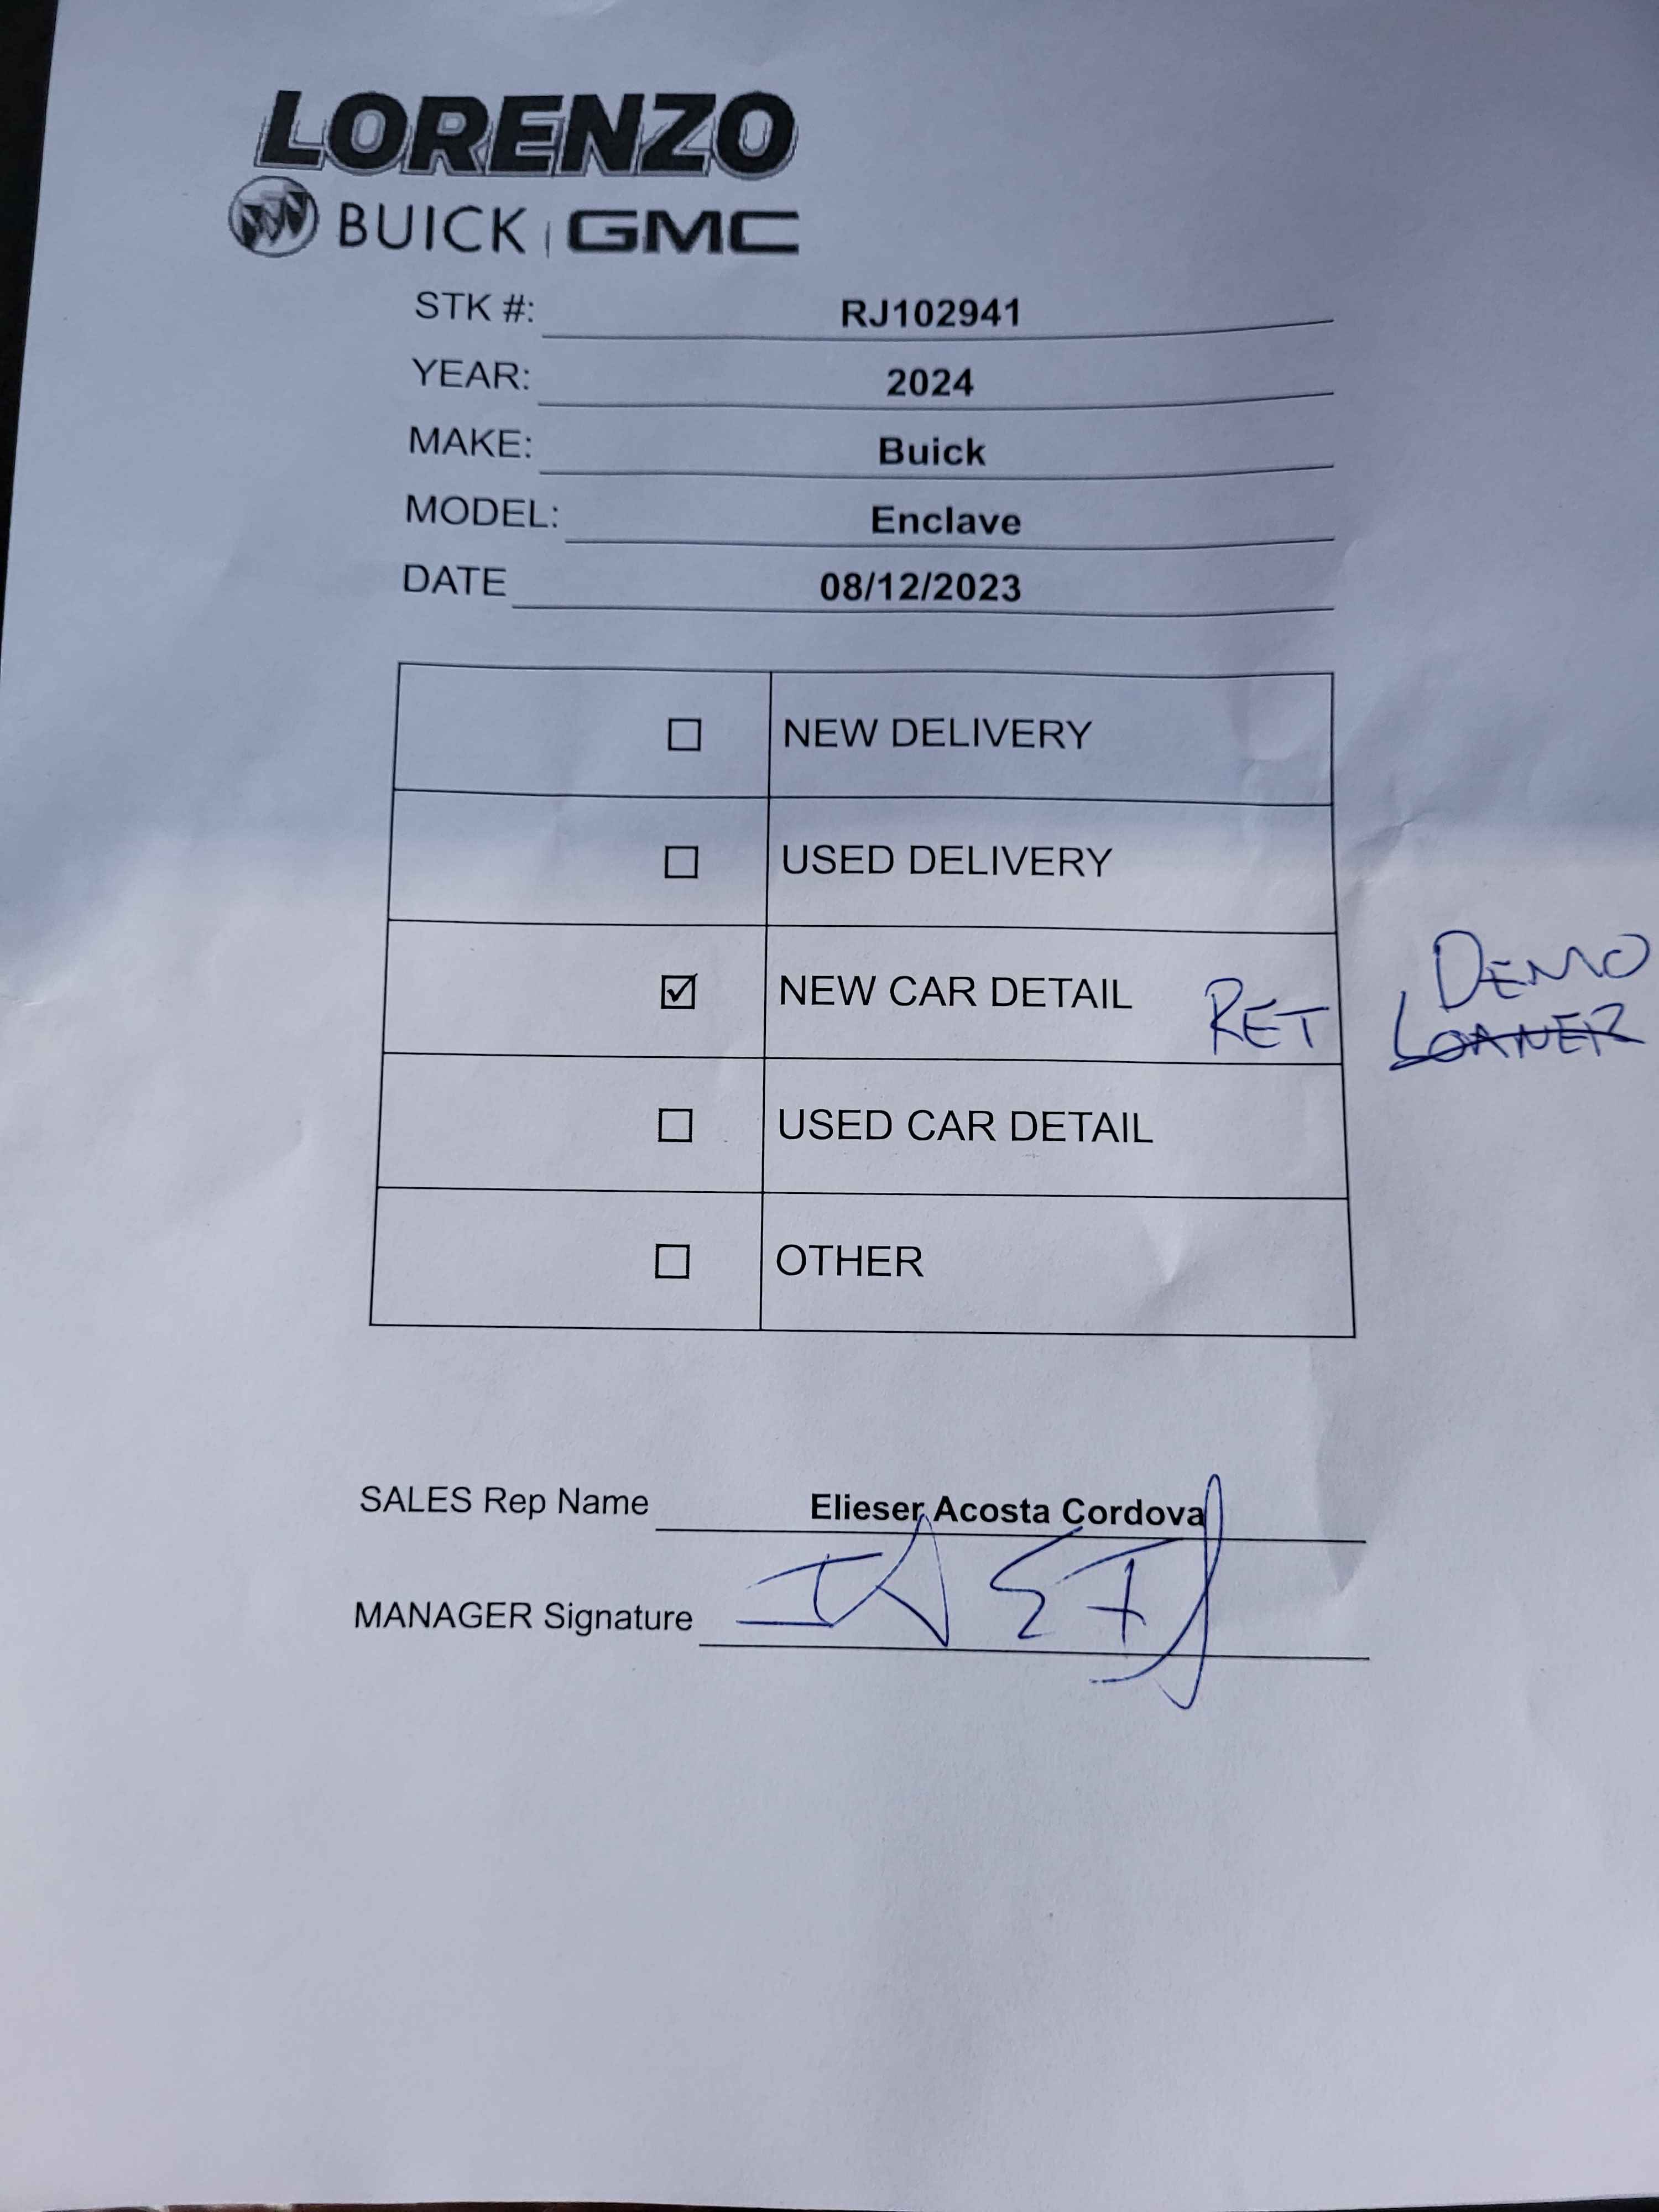 LORENZO
BUICK | GMC
STK #: RJ102941
YEAR: 2024
MAKE: Buick
MODEL: Enclave
DATE 08/12/2023
☐ NEW DELIVERY
☐ USED DELIVERY
☑ NEW CAR DETAIL RET DEMO
LOANER
☐ USED CAR DETAIL
☐ OTHER
SALES Rep Name Elieser Acosta Cordova
MANAGER Signature